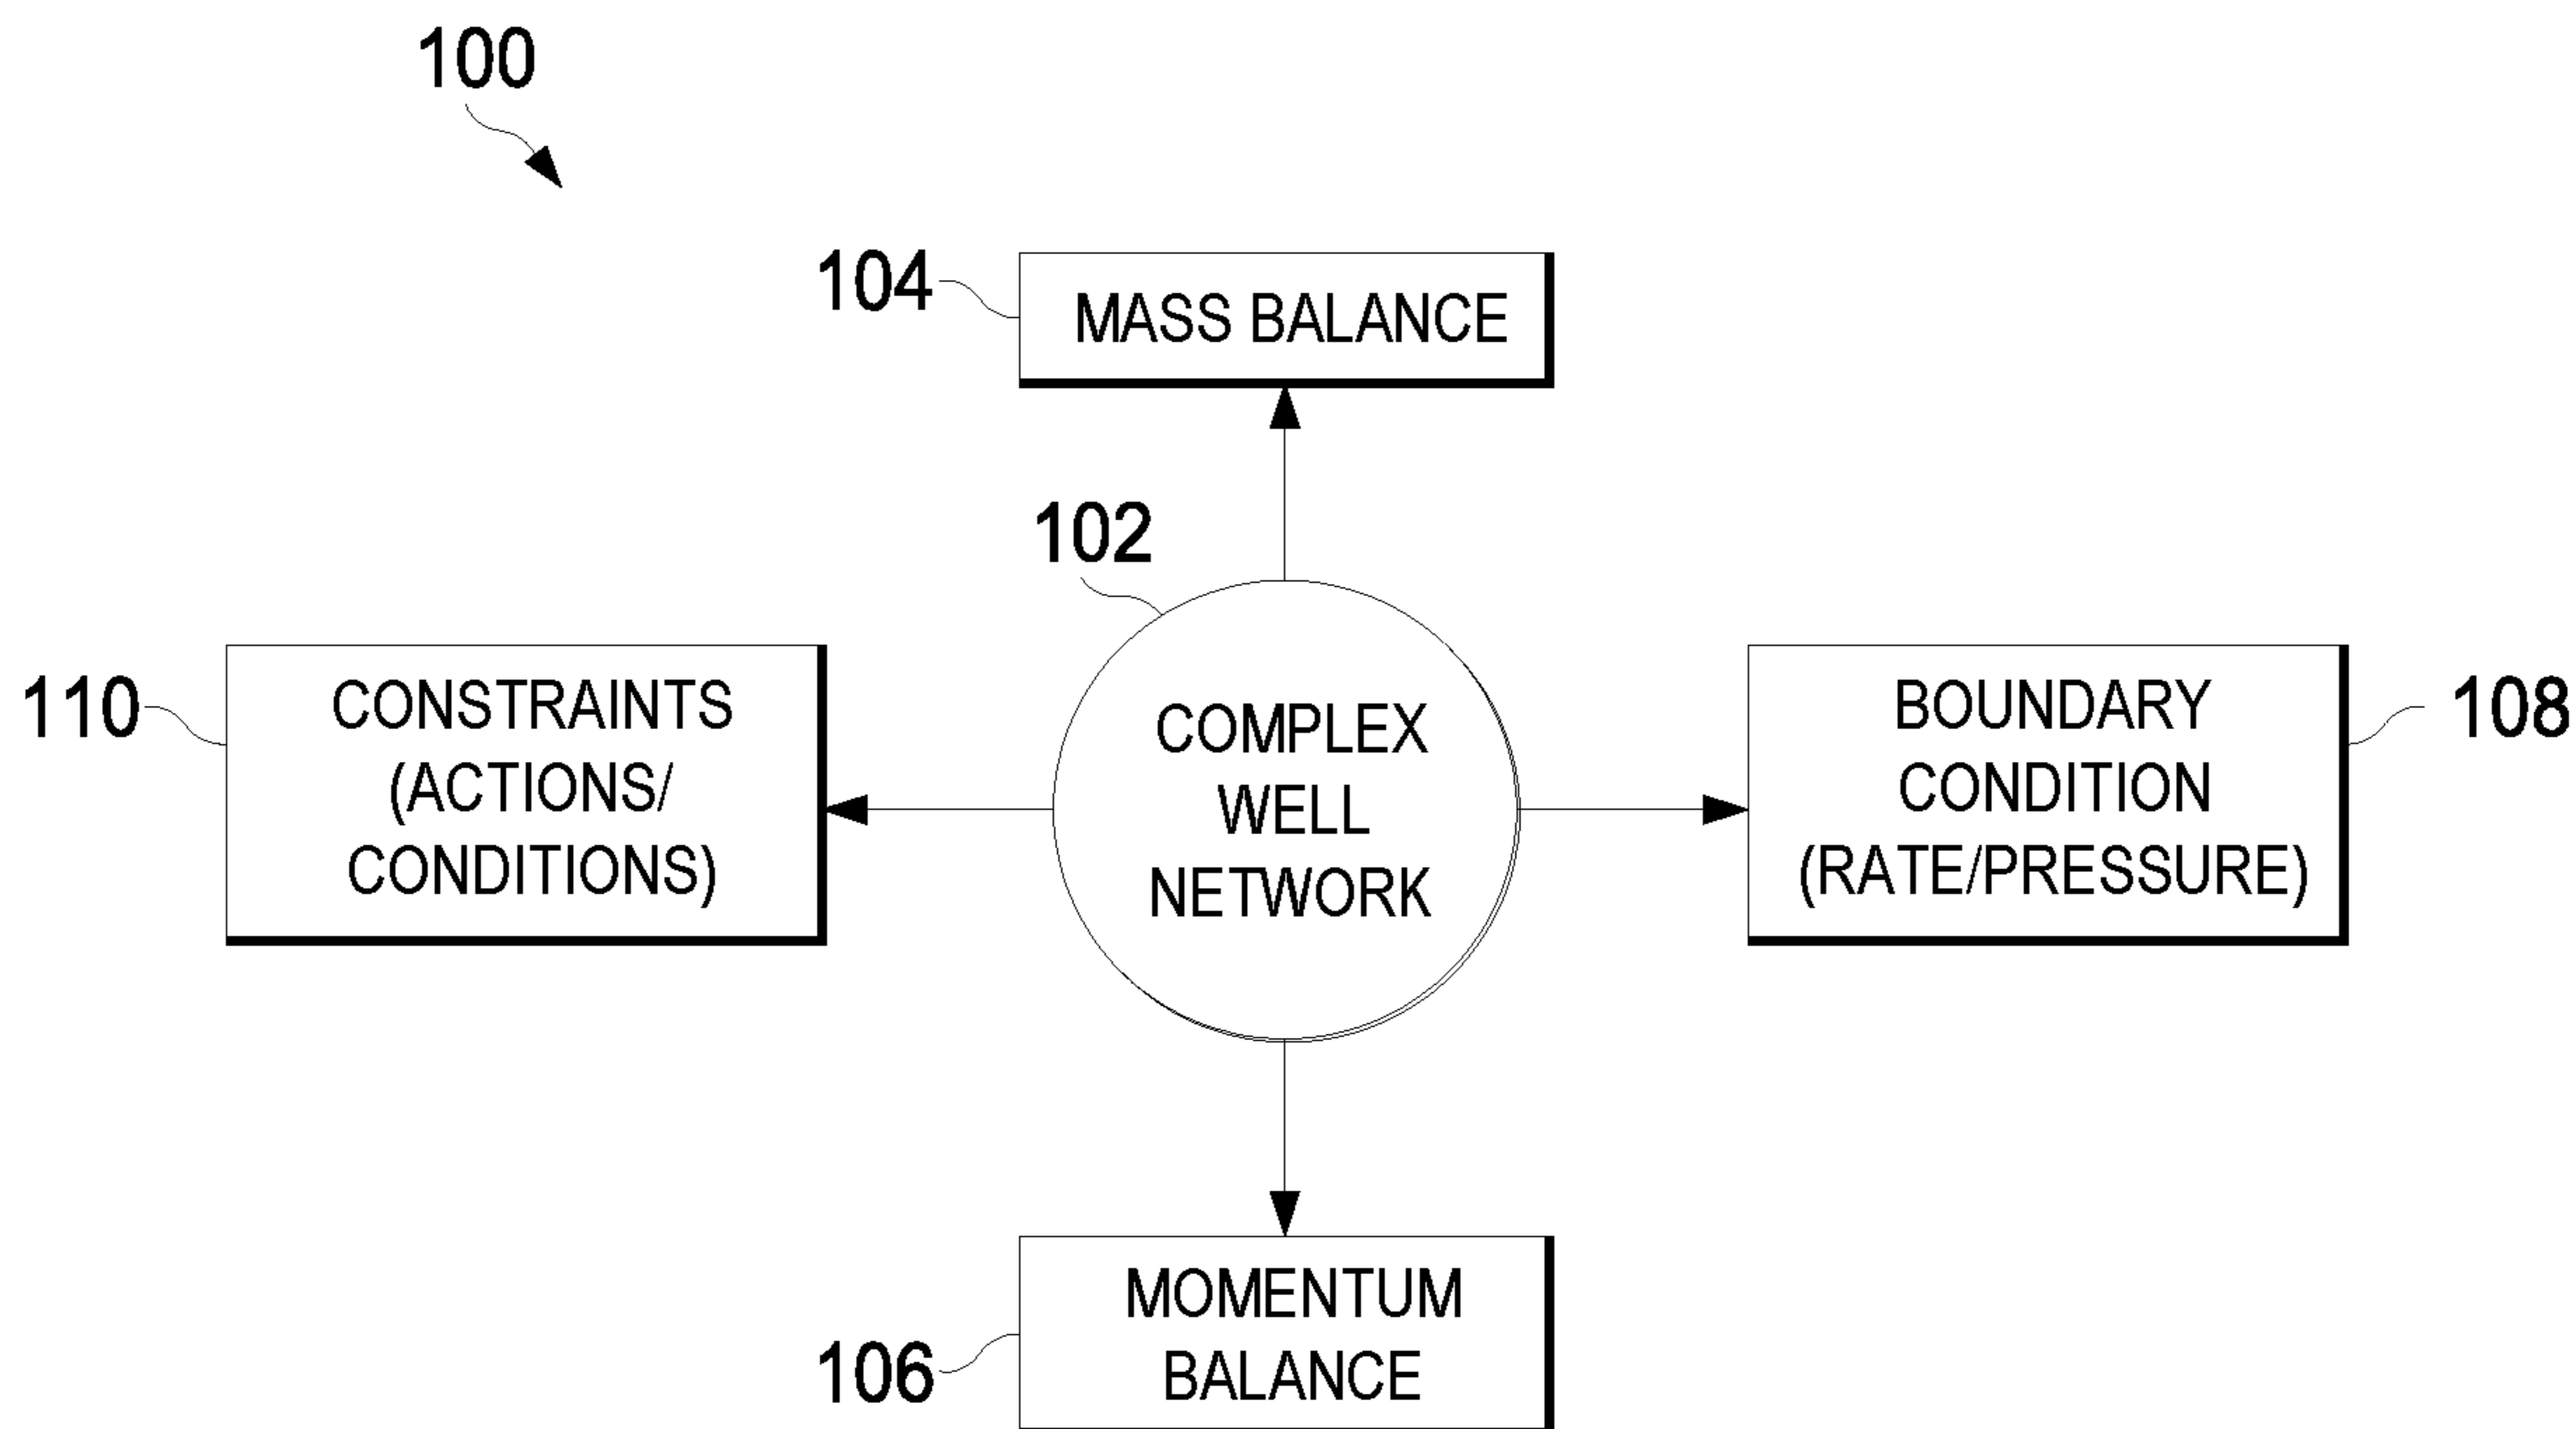 100
104
MASS BALANCE
102
110
CONSTRAINTS
(ACTIONS/
CONDITIONS)
COMPLEX
WELL
NETWORK
BOUNDARY
CONDITION
(RATE/PRESSURE)
108
MOMENTUM
BALANCE
106